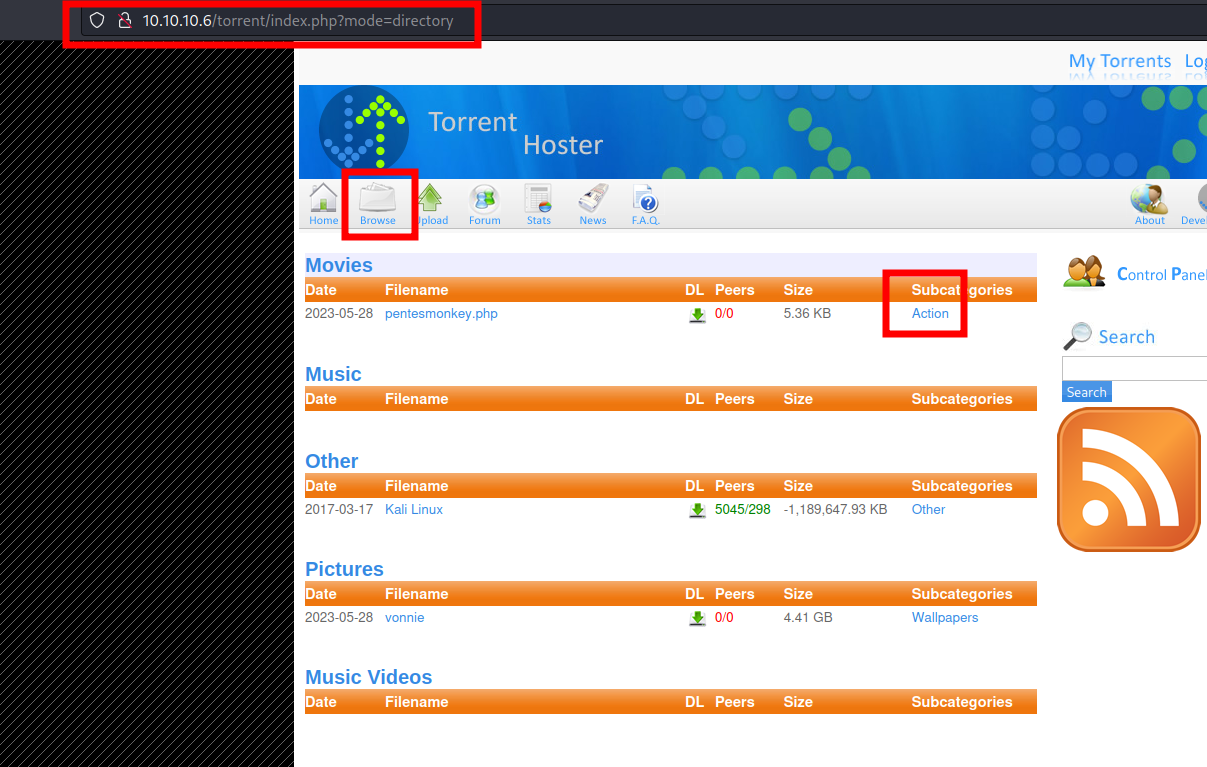 10.10.10.6/torrent/index.php?mode=directory
My Torrents
Torrent
Hoster
Home Browse Upload Forum Stats News F.A.Q. About
Movies
Date Filename DL Peers Size Subcategories
2023-05-28 pentesmonkey.php 0/0 5.36 KB Action
Control Panel
Search
Search
Music
Date Filename DL Peers Size Subcategories
Other
Date Filename DL Peers Size Subcategories
2017-03-17 Kali Linux 5045/298 -1,189,647.93 KB Other
Pictures
Date Filename DL Peers Size Subcategories
2023-05-28 vonnie 0/0 4.41 GB Wallpapers
Music Videos
Date Filename DL Peers Size Subcategories